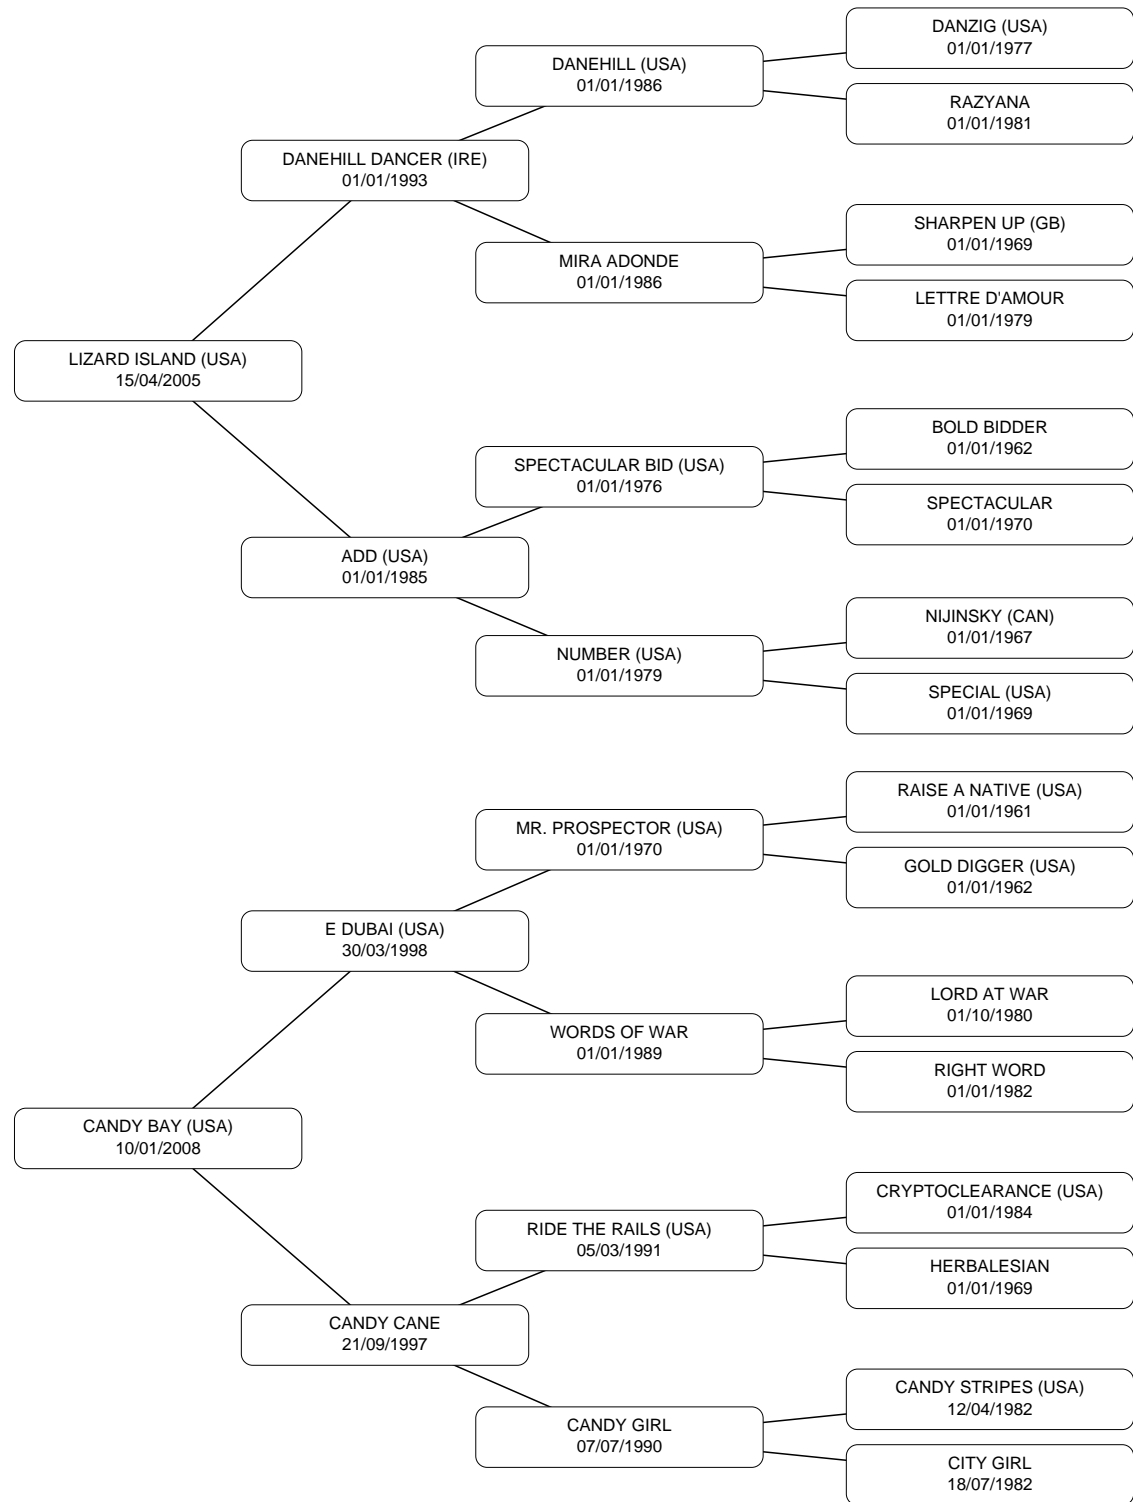 DANZIG (USA)
01/01/1977
DANEHILL (USA)
01/01/1986
RAZYANA
01/01/1981
DANEHILL DANCER (IRE)
01/01/1993
SHARPEN UP (GB)
01/01/1969
MIRA ADONDE
01/01/1986
LETTRE D'AMOUR
01/01/1979
LIZARD ISLAND (USA)
15/04/2005
BOLD BIDDER
01/01/1962
SPECTACULAR BID (USA)
01/01/1976
SPECTACULAR
01/01/1970
ADD (USA)
01/01/1985
NIJINSKY (CAN)
01/01/1967
NUMBER (USA)
01/01/1979
SPECIAL (USA)
01/01/1969
RAISE A NATIVE (USA)
01/01/1961
MR. PROSPECTOR (USA)
01/01/1970
GOLD DIGGER (USA)
01/01/1962
E DUBAI (USA)
30/03/1998
LORD AT WAR
01/10/1980
WORDS OF WAR
01/01/1989
RIGHT WORD
01/01/1982
CANDY BAY (USA)
10/01/2008
CRYPTOCLEARANCE (USA)
01/01/1984
RIDE THE RAILS (USA)
05/03/1991
HERBALESIAN
01/01/1969
CANDY CANE
21/09/1997
CANDY STRIPES (USA)
12/04/1982
CANDY GIRL
07/07/1990
CITY GIRL
18/07/1982